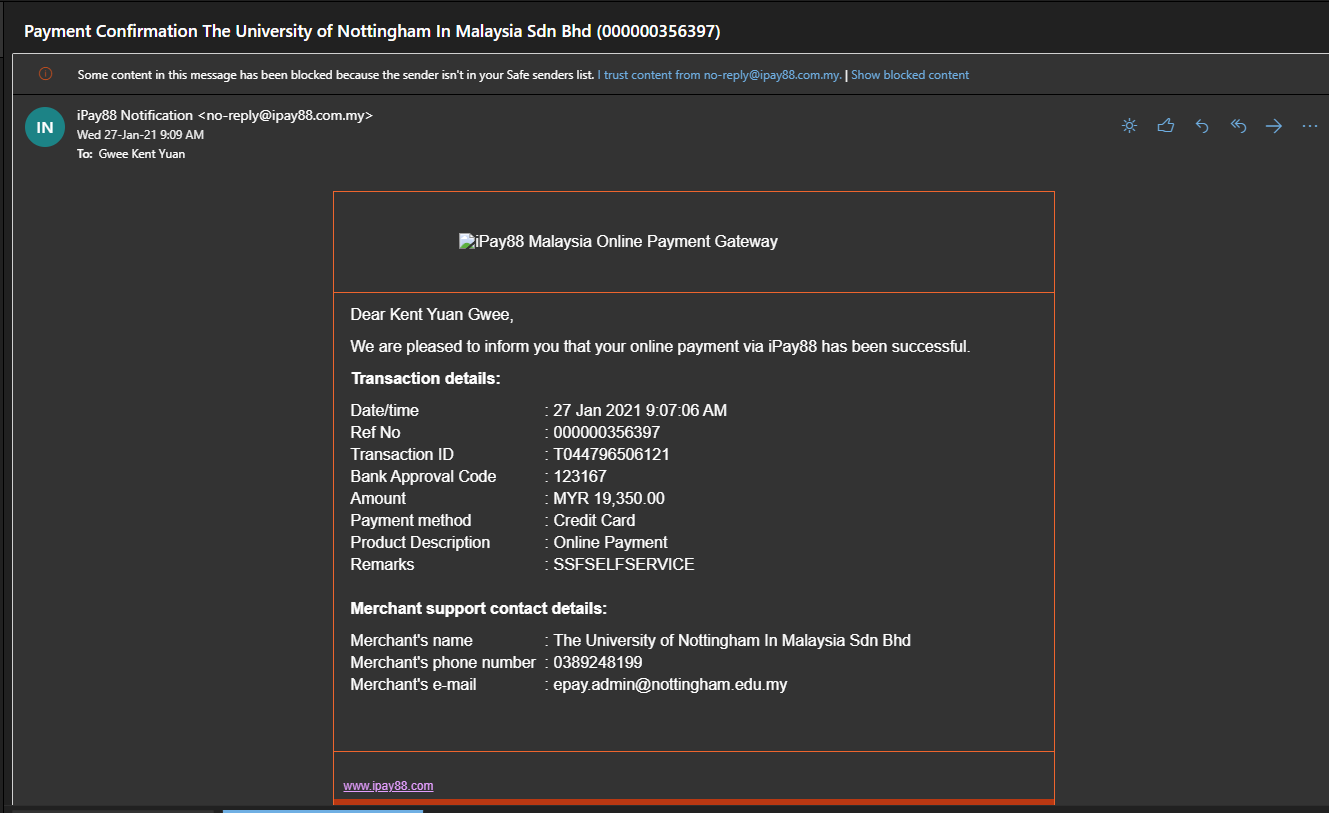 Payment Confirmation The University of Nottingham In Malaysia Sdn Bhd (000000356397)
Some content in this message has been blocked because the sender isn't in your Safe senders list. I trust content from no-reply@ipay88.com.my. | Show blocked content
IN
iPay88 Notification <no-reply@ipay88.com.my>
Wed 27-Jan-21 9:09 AM
To: Gwee Kent Yuan
iPay88 Malaysia Online Payment Gateway
Dear Kent Yuan Gwee,
We are pleased to inform you that your online payment via iPay88 has been successful.
Transaction details:
Date/time : 27 Jan 2021 9:07:06 AM
Ref No : 000000356397
Transaction ID : T044796506121
Bank Approval Code : 123167
Amount : MYR 19,350.00
Payment method : Credit Card
Product Description : Online Payment
Remarks : SSFSELFSERVICE
Merchant support contact details:
Merchant's name : The University of Nottingham In Malaysia Sdn Bhd
Merchant's phone number : 0389248199
Merchant's e-mail : epay.admin@nottingham.edu.my
www.ipay88.com